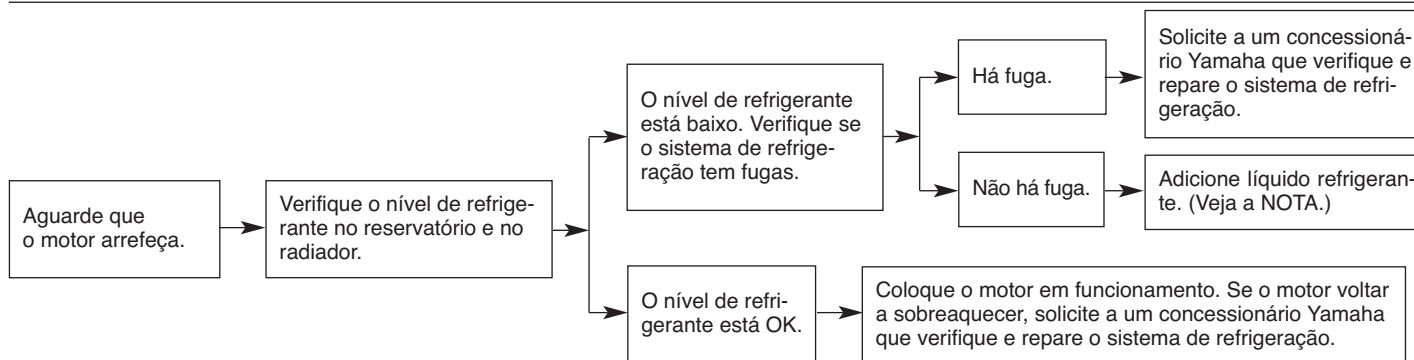 Aguarde que
o motor arrefeça.
Verifique o nível de refrige-
rante no reservatório e no
radiador.
O nível de refrigerante
está baixo. Verifique se
o sistema de refrige-
ração tem fugas.
Há fuga.
Solicite a um concessioná-
rio Yamaha que verifique e
repare o sistema de refri-
geração.
Não há fuga.
Adicione líquido refrigeran-
te. (Veja a NOTA.)
O nível de refri-
gerante está OK.
Coloque o motor em funcionamento. Se o motor voltar
a sobreaquecer, solicite a um concessionário Yamaha
que verifique e repare o sistema de refrigeração.